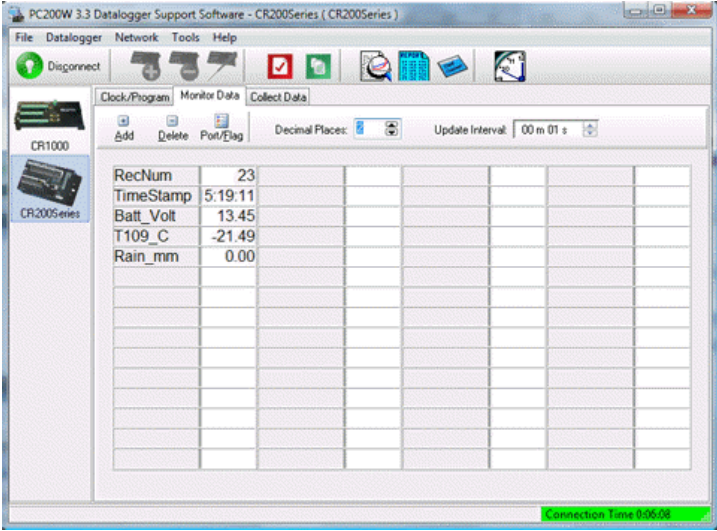 PC200W 3.3 Datalogger Support Software - CR200Series ( CR200Series )
File Datalogger Network Tools Help
Disconnect
Clock/Program Monitor Data Collect Data
Add Delete Port/Flag Decimal Places: 2 Update Interval: 00 m 01 s
CR1000
CR200Series
RecNum 23
TimeStamp 5:19:11
Batt_Volt 13.45
T109_C -21.49
Rain_mm 0.00
Connection Time 0:06:08